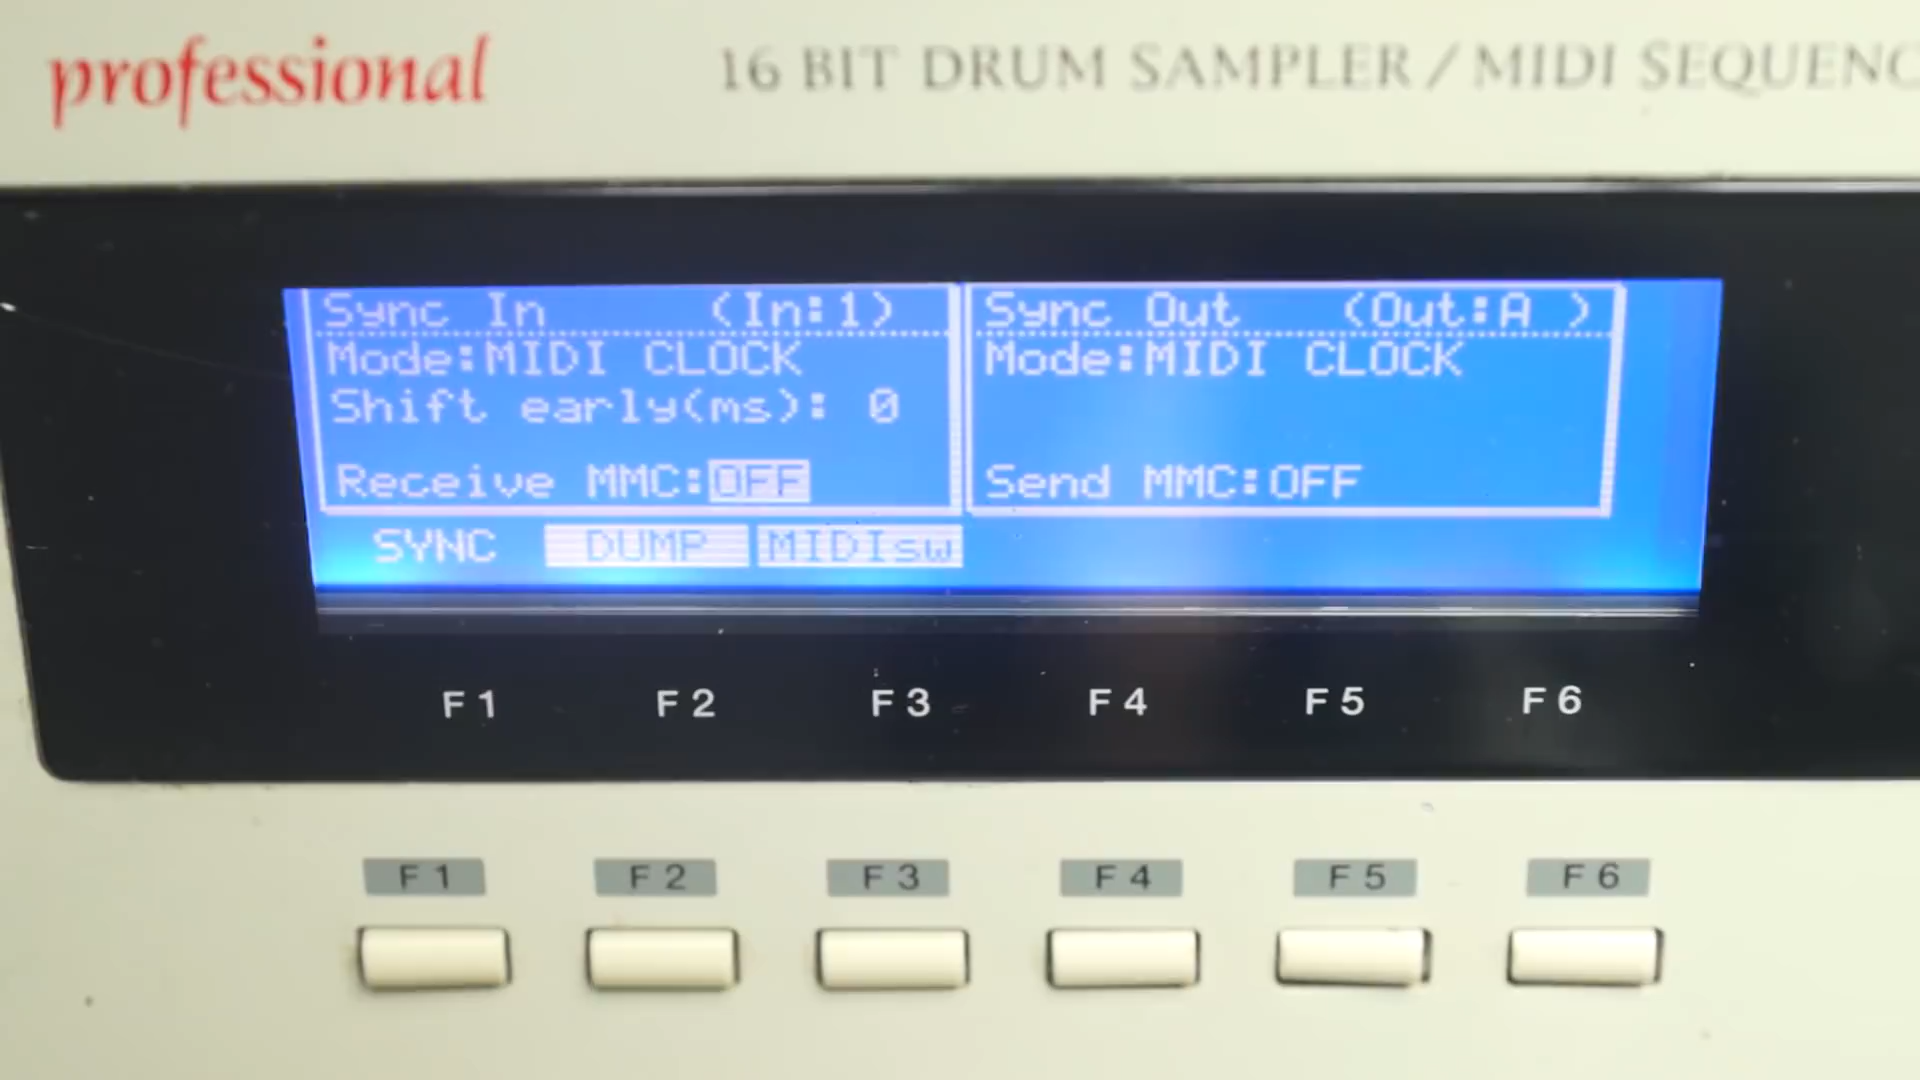 professional
16 BIT DRUM SAMPLER / MIDI SEQUENC
Sync In (In:1)
Mode:MIDI CLOCK
Shift early(ms): 0
Receive MMC:OFF
Sync Out (Out:A )
Mode:MIDI CLOCK
Send MMC:OFF
SYNC DUMP MIDIsw
F1 F2 F3 F4 F5 F6
F1 F2 F3 F4 F5 F6